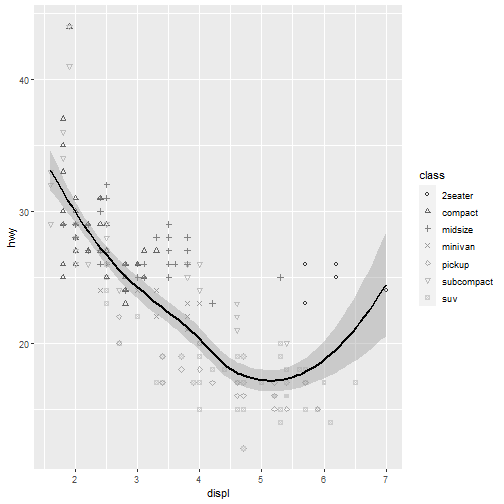 hwy
40
30
20
2
3
4
5
6
7
displ
class
2seater
compact
midsize
minivan
pickup
subcompact
suv